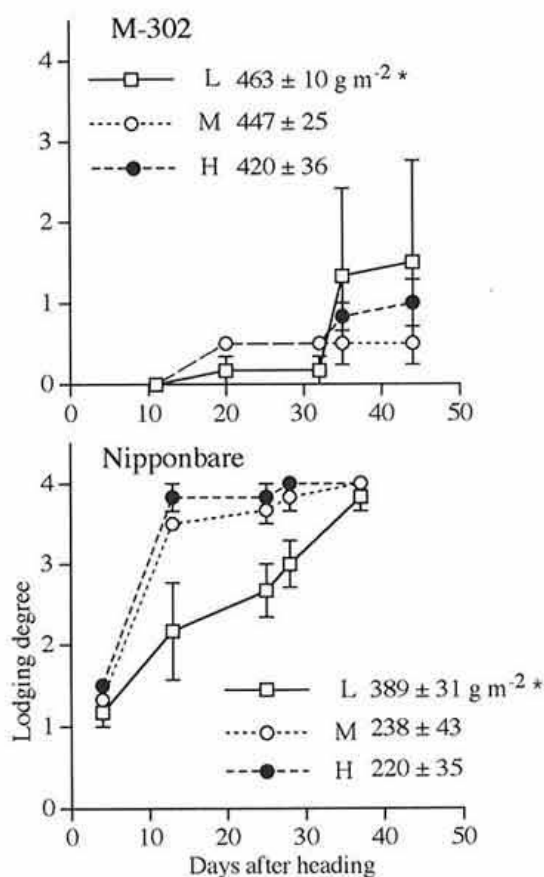 M-302
4
L 463 ± 10 g m-2 *
M 447 ± 25
3
H 420 ± 36
2
1
0
0 10 20 30 40 50
Nipponbare
4
3
2
L 389 ± 31 g m-2 *
M 238 ± 43
1
H 220 ± 35
0
0 10 20 30 40 50
Lodging degree
Days after heading